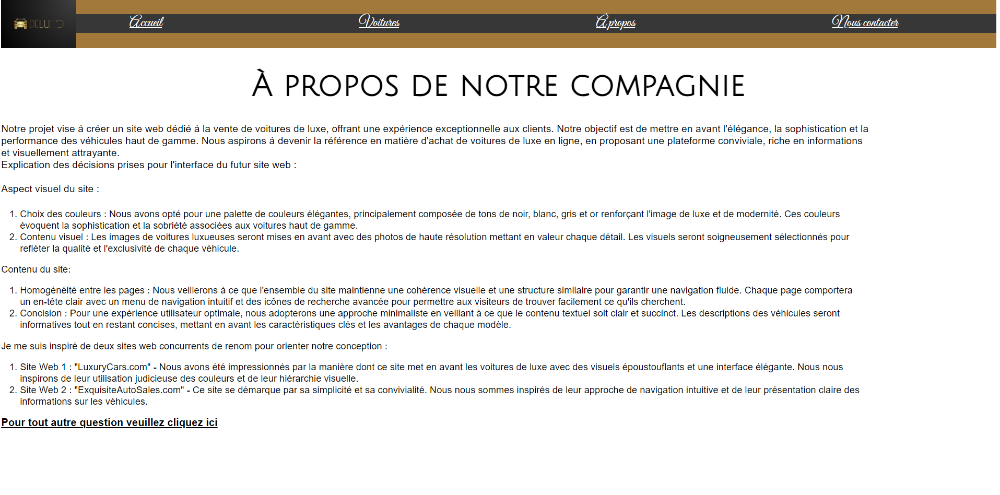 Accueil Voitures À propos Nous contacter
À PROPOS DE NOTRE COMPAGNIE
Notre projet vise à créer un site web dédié à la vente de voitures de luxe, offrant une expérience exceptionnelle aux clients. Notre objectif est de mettre en avant l'élégance, la sophistication et la
performance des véhicules haut de gamme. Nous aspirons à devenir la référence en matière d'achat de voitures de luxe en ligne, en proposant une plateforme conviviale, riche en informations
et visuellement attrayante.
Explication des décisions prises pour l'interface du futur site web :
Aspect visuel du site :
1. Choix des couleurs : Nous avons opté pour une palette de couleurs élégantes, principalement composée de tons de noir, blanc, gris et or renforçant l'image de luxe et de modernité. Ces couleurs
évoquent la sophistication et la sobriété associées aux voitures haut de gamme.
2. Contenu visuel : Les images de voitures luxueuses seront mises en avant avec des photos de haute résolution mettant en valeur chaque détail. Les visuels seront soigneusement sélectionnés pour
refléter la qualité et l'exclusivité de chaque véhicule.
Contenu du site:
1. Homogénéité entre les pages : Nous veillerons à ce que l'ensemble du site maintienne une cohérence visuelle et une structure similaire pour garantir une navigation fluide. Chaque page comportera
un en-tête clair avec un menu de navigation intuitif et des icônes de recherche avancée pour permettre aux visiteurs de trouver facilement ce qu'ils cherchent.
2. Concision : Pour une expérience utilisateur optimale, nous adopterons une approche minimaliste en veillant à ce que le contenu textuel soit clair et succinct. Les descriptions des véhicules seront
informatives tout en restant concises, mettant en avant les caractéristiques clés et les avantages de chaque modèle.
Je me suis inspiré de deux sites web concurrents de renom pour orienter notre conception :
1. Site Web 1 : "LuxuryCars.com" - Nous avons été impressionnés par la manière dont ce site met en avant les voitures de luxe avec des visuels époustouflants et une interface élégante. Nous nous
inspirons de leur utilisation judicieuse des couleurs et de leur hiérarchie visuelle.
2. Site Web 2 : "ExquisiteAutoSales.com" - Ce site se démarque par sa simplicité et sa convivialité. Nous nous sommes inspirés de leur approche de navigation intuitive et de leur présentation claire des
informations sur les véhicules.
Pour tout autre question veuillez cliquez ici